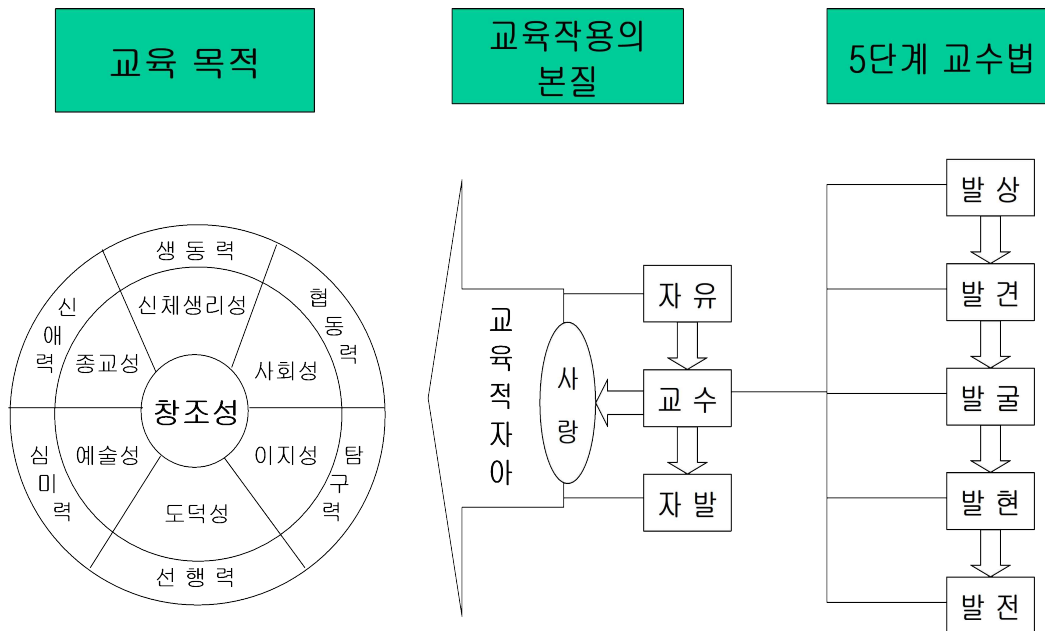 교육 목적
교육작용의
본질
5단계 교수법
생동력
협동력
탐구력
선행력
심미력
신애력
신체생리성
사회성
이지성
도덕성
예술성
종교성
창조성
교육적자아
사랑
자유
교수
자발
발상
발견
발굴
발현
발전